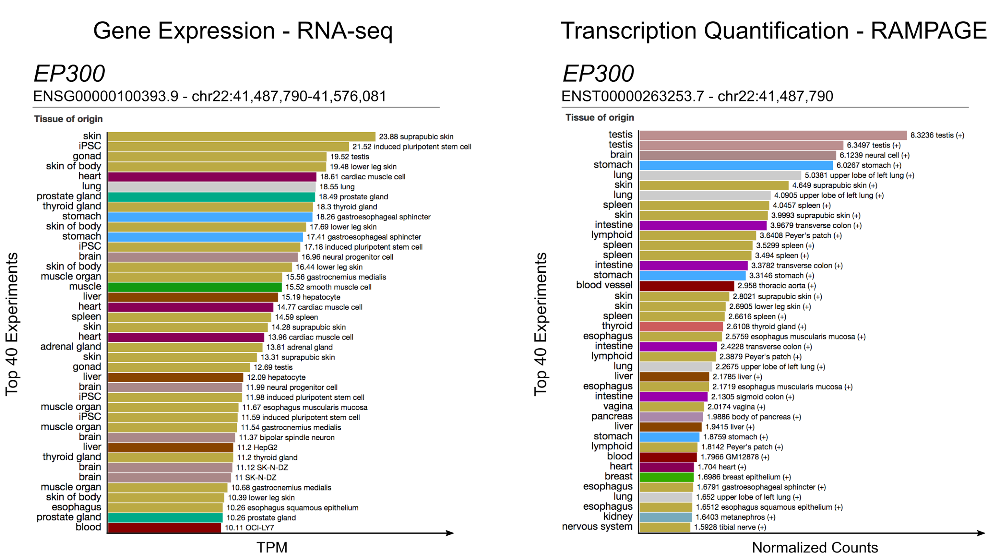 Gene Expression - RNA-seq
EP300
ENSG00000100393.9 - chr22:41,487,790-41,576,081
Tissue of origin
skin 23.88 suprapubic skin
iPSC 21.52 induced pluripotent stem cell
gonad 19.52 testis
skin of body 19.48 lower leg skin
heart 18.61 cardiac muscle cell
lung 18.55 lung
prostate gland 18.49 prostate gland
thyroid gland 18.3 thyroid gland
stomach 18.26 gastroesophageal sphincter
skin of body 17.69 lower leg skin
stomach 17.41 gastroesophageal sphincter
iPSC 17.18 induced pluripotent stem cell
brain 16.96 neural progenitor cell
skin of body 16.44 lower leg skin
muscle organ 15.56 gastrocnemius medialis
muscle 15.52 smooth muscle cell
liver 15.19 hepatocyte
heart 14.77 cardiac muscle cell
spleen 14.59 spleen
skin 14.28 suprapubic skin
heart 13.96 cardiac muscle cell
adrenal gland 13.81 adrenal gland
skin 13.31 suprapubic skin
gonad 12.69 testis
liver 12.09 hepatocyte
brain 11.99 neural progenitor cell
iPSC 11.98 induced pluripotent stem cell
muscle organ 11.67 esophagus muscularis mucosa
iPSC 11.59 induced pluripotent stem cell
muscle organ 11.54 gastrocnemius medialis
brain 11.37 bipolar spindle neuron
liver 11.2 HepG2
thyroid gland 11.2 thyroid gland
brain 11.12 SK-N-DZ
brain 11 SK-N-DZ
muscle organ 10.68 gastrocnemius medialis
skin of body 10.39 lower leg skin
esophagus 10.26 esophagus squamous epithelium
prostate gland 10.26 prostate gland
blood 10.11 OCI-LY7
Top 40 Experiments
TPM
Transcription Quantification - RAMPAGE
EP300
ENST00000263253.7 - chr22:41,487,790
Tissue of origin
testis 8.3236 testis (+)
testis 6.3497 testis (+)
brain 6.1239 neural cell (+)
stomach 6.0267 stomach (+)
lung 5.0381 upper lobe of left lung (+)
skin 4.649 suprapubic skin (+)
lung 4.0905 upper lobe of left lung (+)
spleen 4.0457 spleen (+)
skin 3.9993 suprapubic skin (+)
intestine 3.9679 transverse colon (+)
lymphoid 3.6408 Peyer's patch (+)
spleen 3.5299 spleen (+)
spleen 3.494 spleen (+)
intestine 3.3782 transverse colon (+)
stomach 3.3146 stomach (+)
blood vessel 2.958 thoracic aorta (+)
skin 2.8021 suprapubic skin (+)
skin 2.6905 lower leg skin (+)
spleen 2.6616 spleen (+)
thyroid 2.6108 thyroid gland (+)
esophagus 2.5759 esophagus muscularis mucosa (+)
intestine 2.4228 transverse colon (+)
lymphoid 2.3879 Peyer's patch (+)
lung 2.2675 upper lobe of left lung (+)
liver 2.1785 liver (+)
esophagus 2.1719 esophagus muscularis mucosa (+)
intestine 2.1305 sigmoid colon (+)
vagina 2.0174 vagina (+)
pancreas 1.9886 body of pancreas (+)
liver 1.9415 liver (+)
stomach 1.8759 stomach (+)
lymphoid 1.8142 Peyer's patch (+)
blood 1.7966 GM12878 (+)
heart 1.704 heart (+)
breast 1.6986 breast epithelium (+)
esophagus 1.6791 gastroesophageal sphincter (+)
lung 1.652 upper lobe of left lung (+)
esophagus 1.6512 esophagus squamous epithelium (+)
kidney 1.6403 metanephros (+)
nervous system 1.5928 tibial nerve (+)
Top 40 Experiments
Normalized Counts